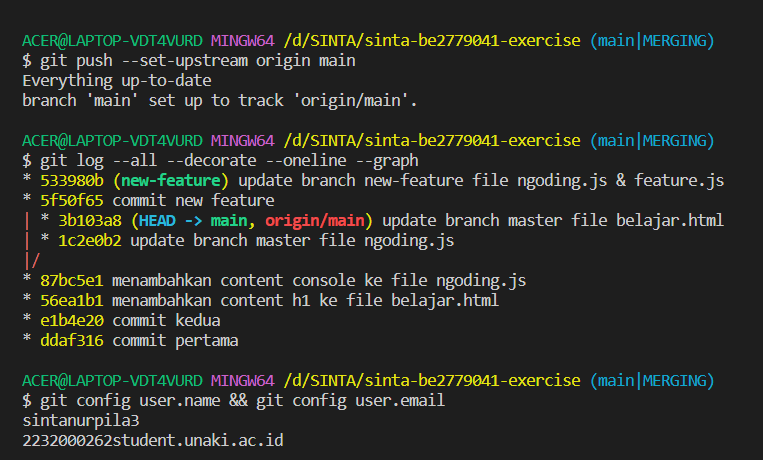 ACER@LAPTOP-VDT4VURD MINGW64 /d/SINTA/sinta-be2779041-exercise (main|MERGING)
$ git push --set-upstream origin main
Everything up-to-date
branch 'main' set up to track 'origin/main'.
ACER@LAPTOP-VDT4VURD MINGW64 /d/SINTA/sinta-be2779041-exercise (main|MERGING)
$ git log --all --decorate --oneline --graph
* 533980b (new-feature) update branch new-feature file ngoding.js & feature.js
* 5f50f65 commit new feature
| * 3b103a8 (HEAD -> main, origin/main) update branch master file belajar.html
| * 1c2e0b2 update branch master file ngoding.js
|/
* 87bc5e1 menambahkan content console ke file ngoding.js
* 56ea1b1 menambahkan content h1 ke file belajar.html
* e1b4e20 commit kedua
* ddaf316 commit pertama
ACER@LAPTOP-VDT4VURD MINGW64 /d/SINTA/sinta-be2779041-exercise (main|MERGING)
$ git config user.name && git config user.email
sintanurpila3
2232000262student.unaki.ac.id